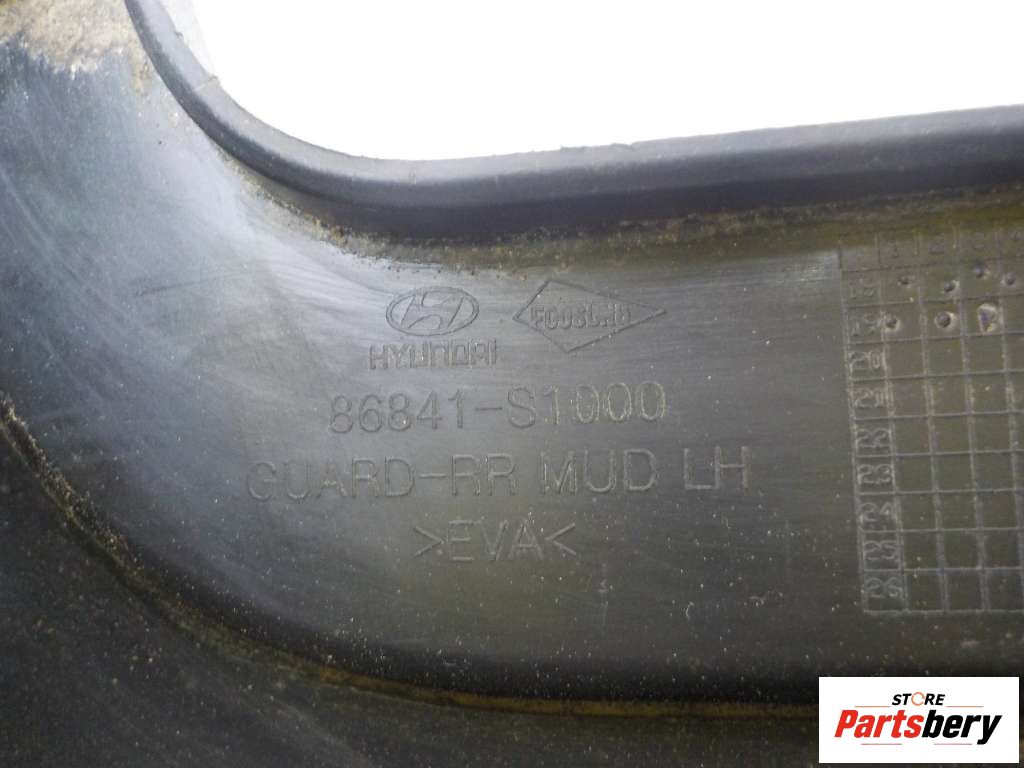 HYUNDAI
86841-S1000
GUARD-RR MUD LH
>EVA<
STORE
Partsbery